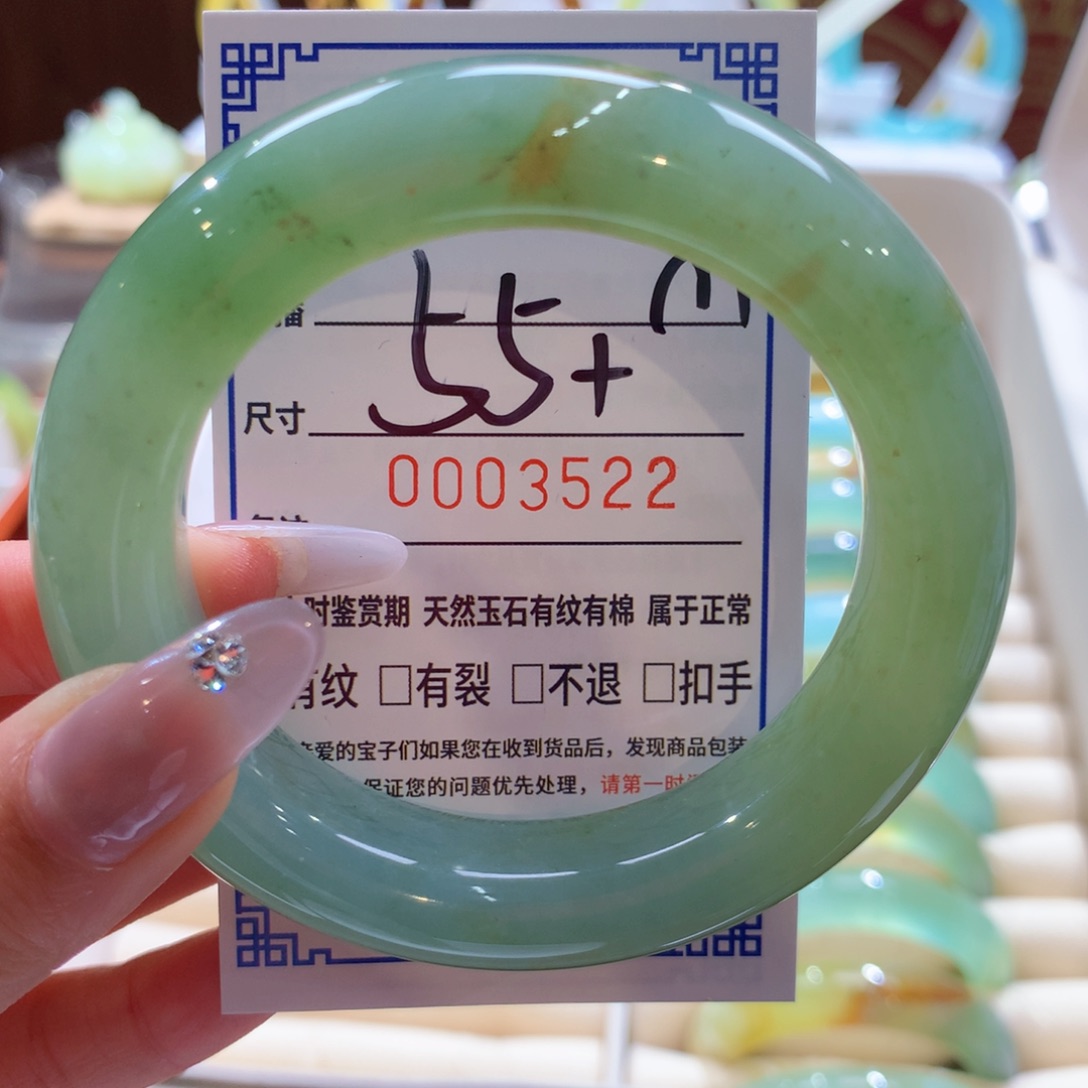 播
55+
尺寸
0003522
时鉴赏期 天然玉石有纹有棉 属于正常
有纹 □有裂 □不退 □扣手
亲爱的宝子们如果您在收到货品后，发现商品包装
保证您的问题优先处理，请第一时